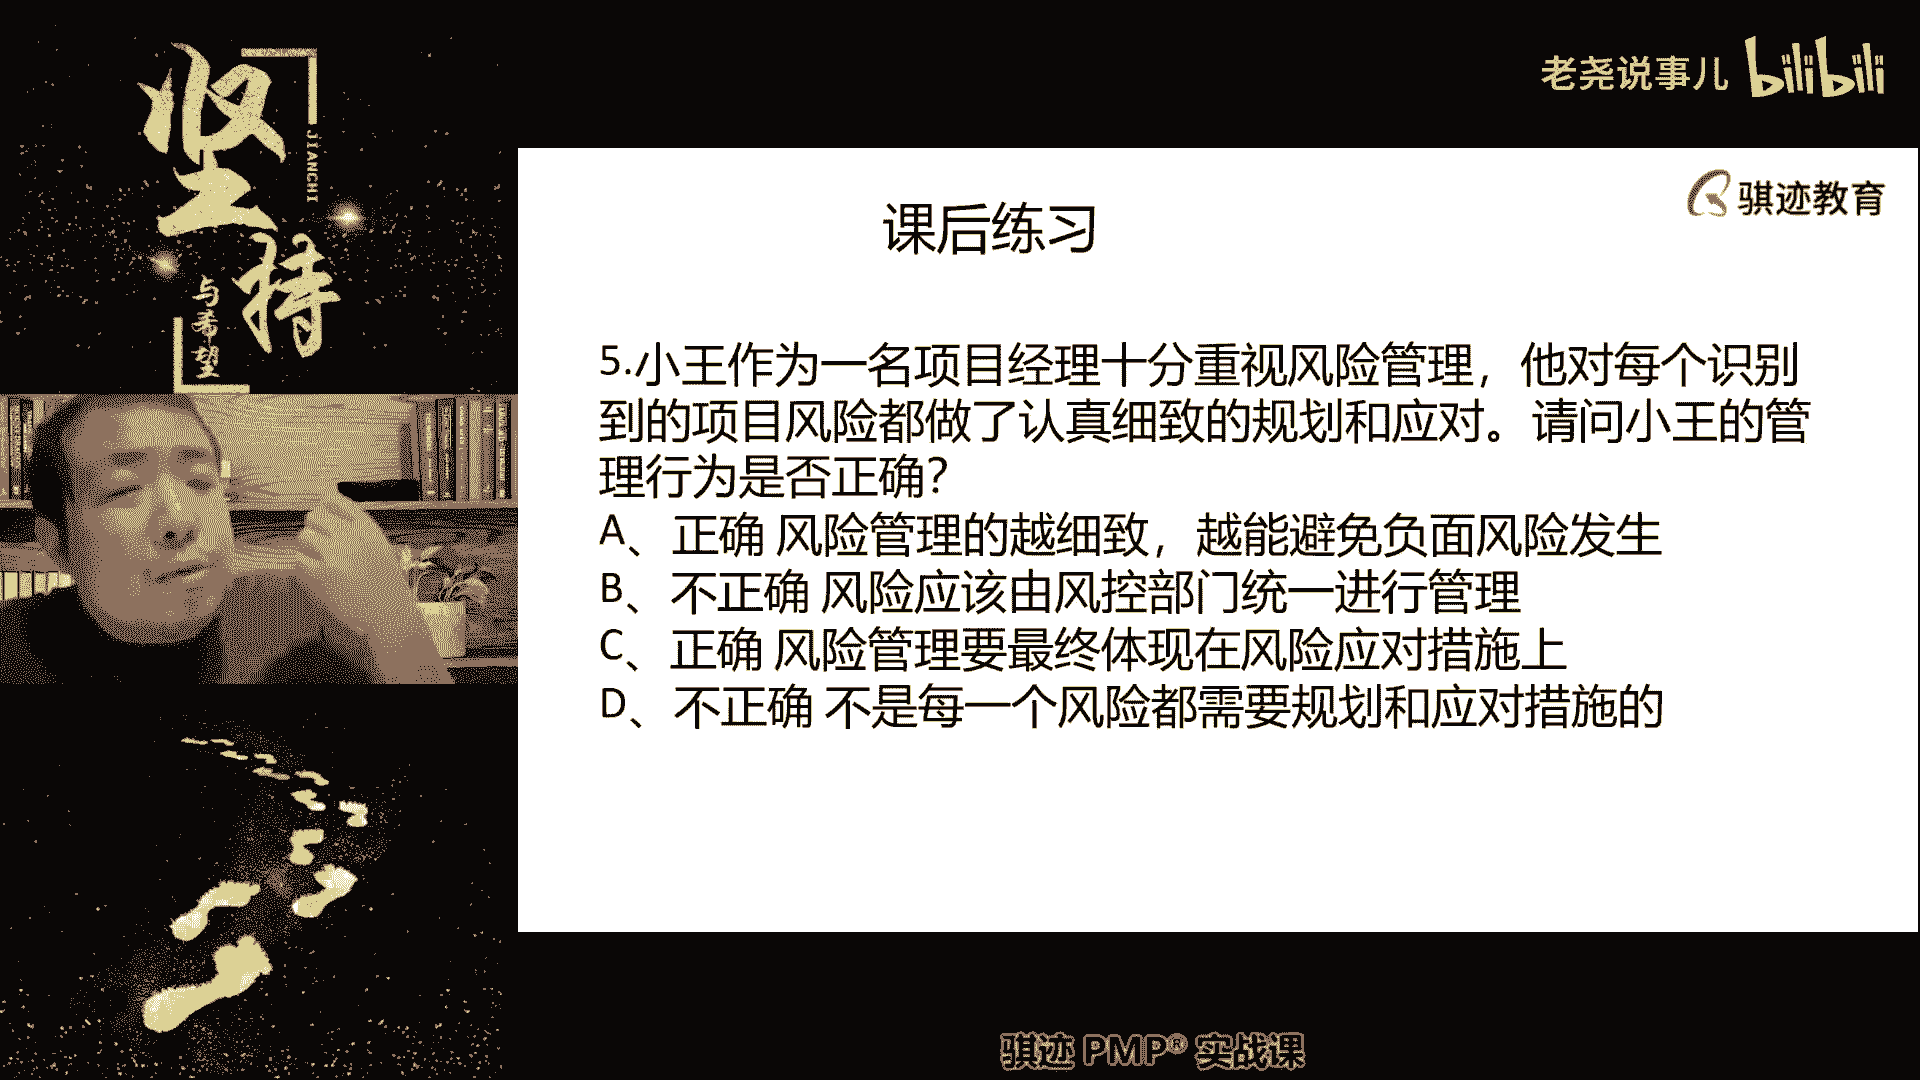 坚持
JIANCHI
与希望
老尧说事儿 bilibili
骐迹教育
课后练习
5.小王作为一名项目经理十分重视风险管理，他对每个识别
到的项目风险都做了认真细致的规划和应对。请问小王的管
理行为是否正确？
A、正确 风险管理的越细致，越能避免负面风险发生
B、不正确 风险应该由风控部门统一进行管理
C、正确 风险管理要最终体现在风险应对措施上
D、不正确 不是每一个风险都需要规划和应对措施的
骐迹 PMP® 实战课